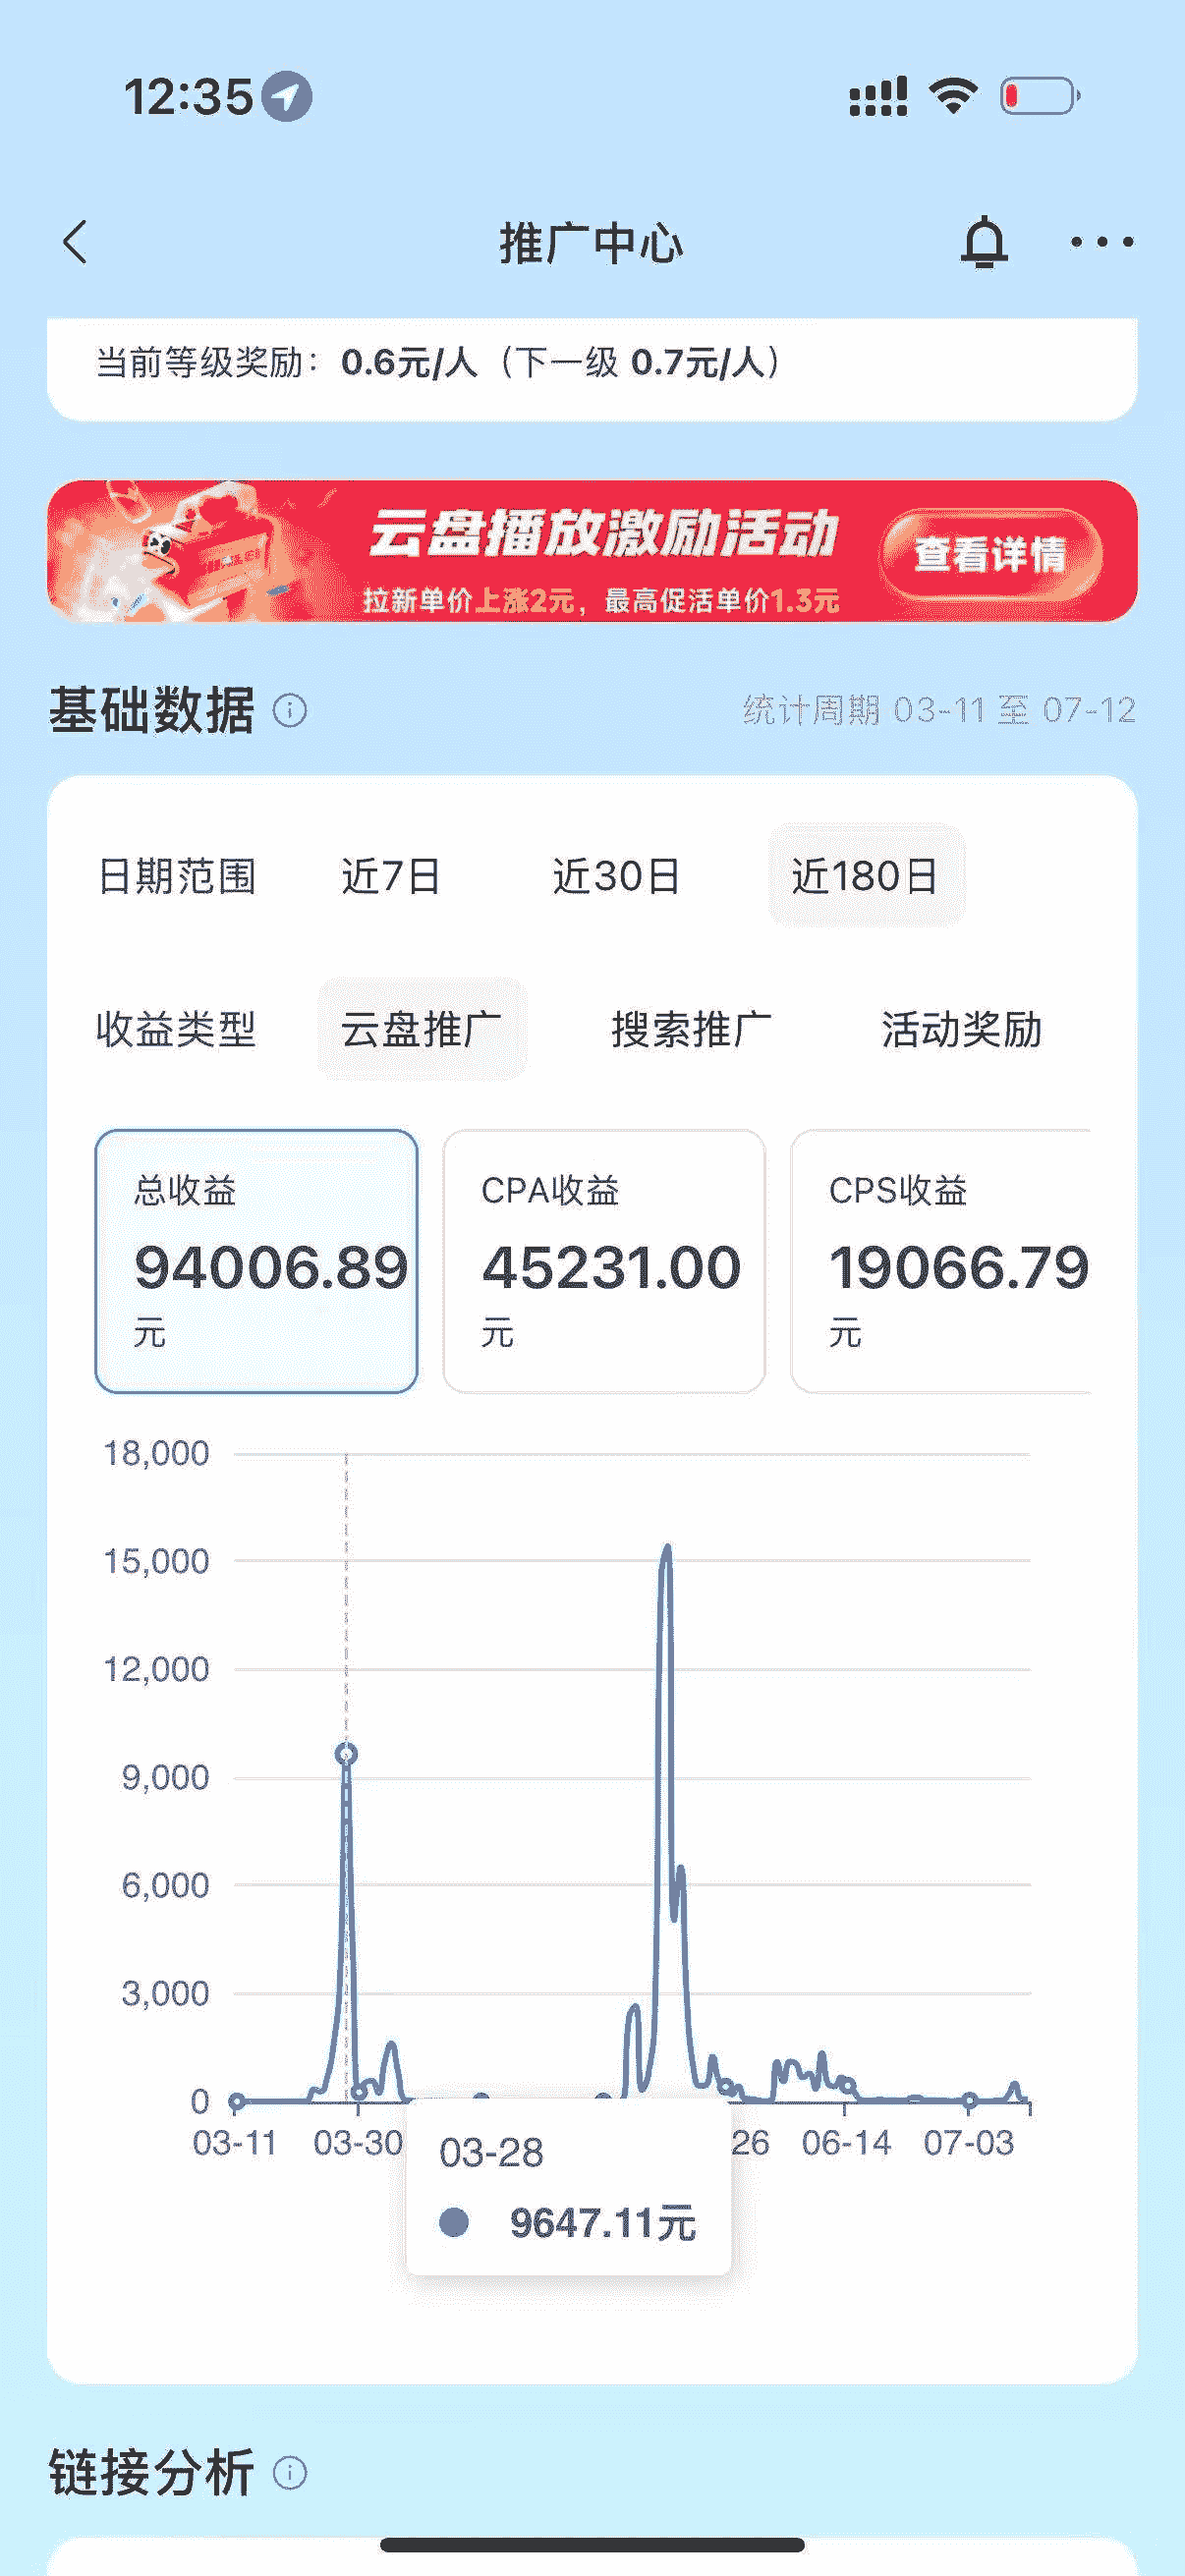 12:35
推广中心
当前等级奖励：0.6元/人（下一级 0.7元/人）
云盘播放激励活动
拉新单价上涨2元，最高促活单价1.3元
查看详情
基础数据
统计周期 03-11 至 07-12
日期范围 近7日 近30日 近180日
收益类型 云盘推广 搜索推广 活动奖励
总收益 CPA收益 CPS收益
94006.89 45231.00 19066.79
元 元 元
18,000
15,000
12,000
9,000
6,000
3,000
0
03-11 03-30 26 06-14 07-03
03-28
9647.11元
链接分析